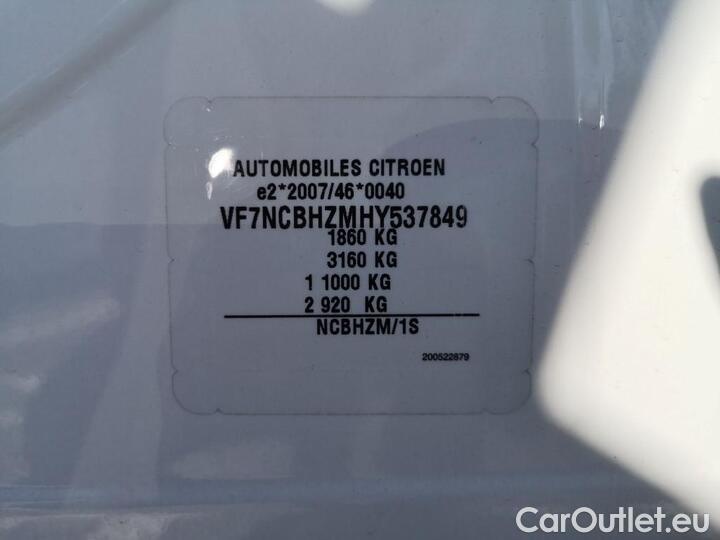 AUTOMOBILES CITROEN
e2*2007/46*0040
VF7NCBHZMHY537849
1860 KG
3160 KG
1 1000 KG
2 920 KG
NCBHZM/1S
200522879
CarOutlet.eu